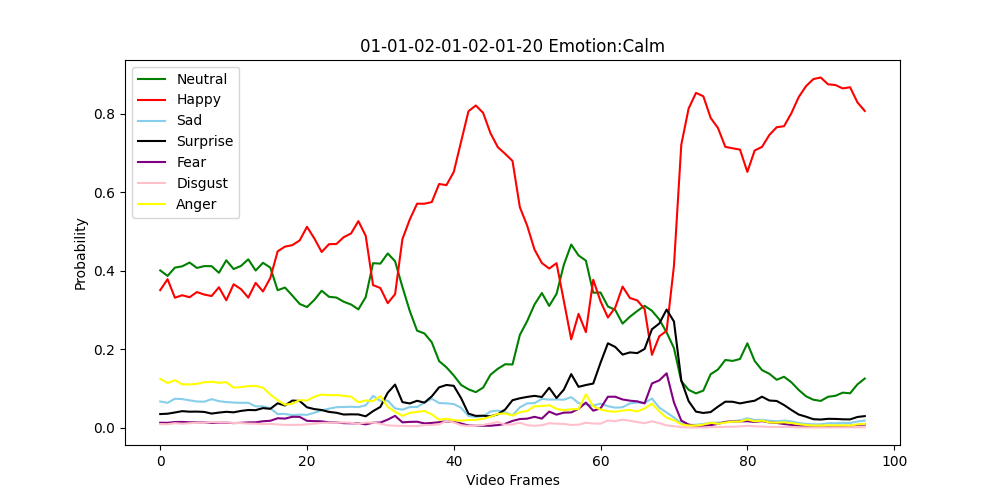 01-01-02-01-02-01-20 Emotion:Calm
Neutral
Happy
Sad
Surprise
Fear
Disgust
Anger
Probability
0.8
0.6
0.4
0.2
0.0
0 20 40 60 80 100
Video Frames